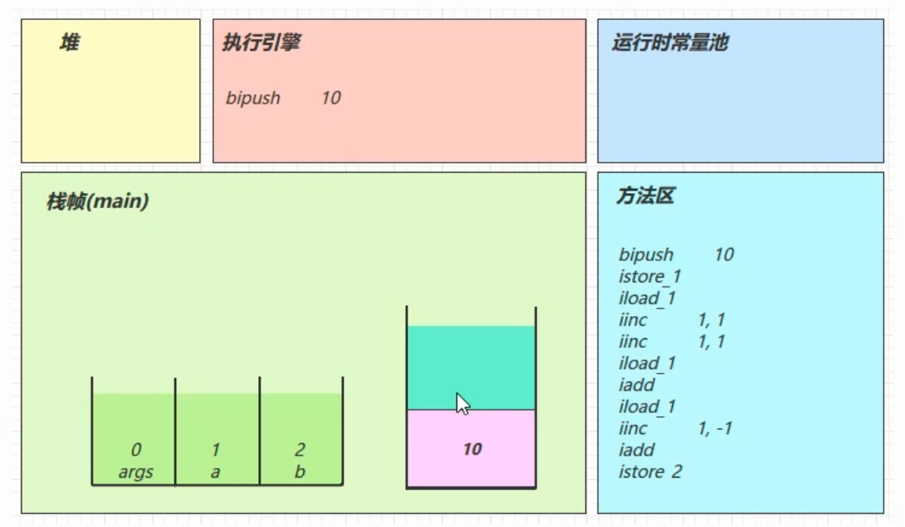 堆
执行引擎
bipush 10
运行时常量池
栈帧(main)
0 1 2
args a b
10
方法区
bipush 10
istore_1
iload_1
iinc 1, 1
iinc 1, 1
iload_1
iadd
iload_1
iinc 1, -1
iadd
istore 2